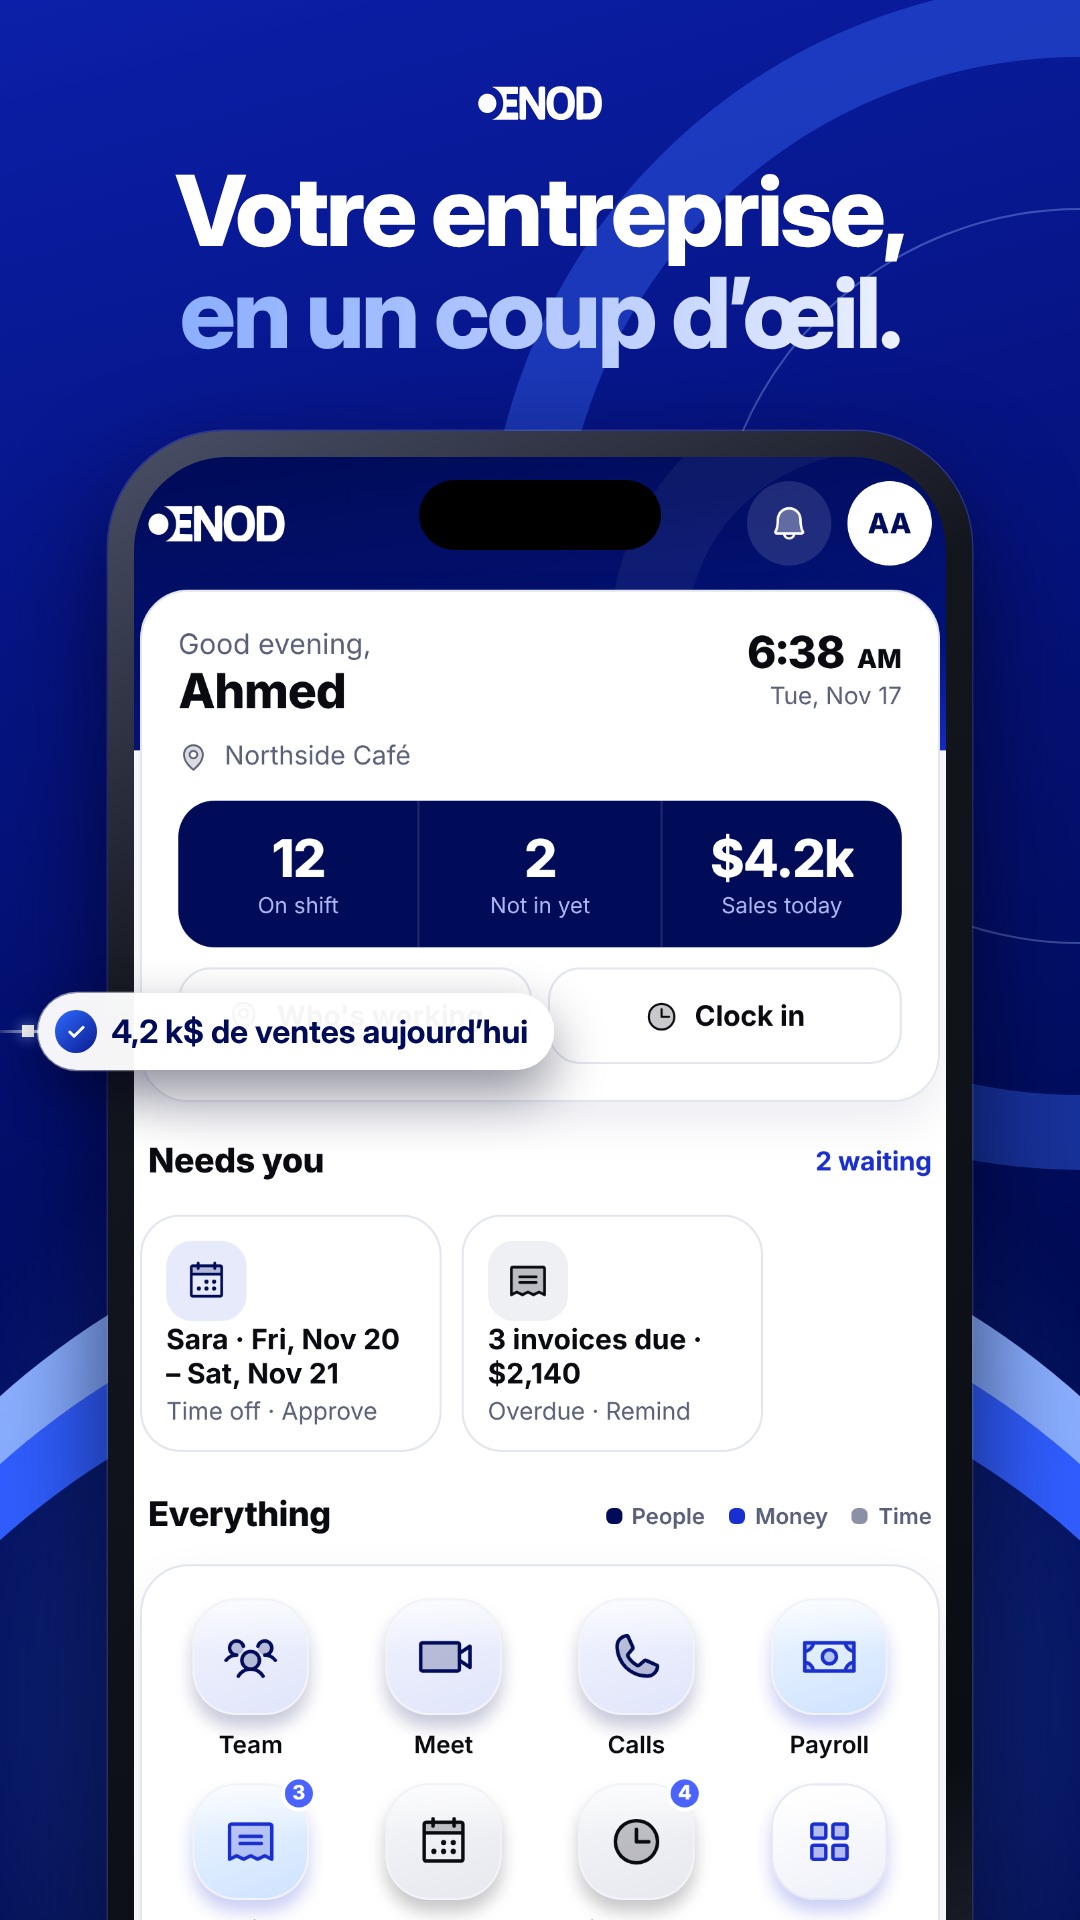 ENOD
Votre entreprise,
en un coup d’œil.
ENOD
AA
Good evening,
Ahmed
6:38 AM
Tue, Nov 17
Northside Café
12
On shift
2
Not in yet
$4.2k
Sales today
Who's working
Clock in
4,2 k$ de ventes aujourd’hui
Needs you
2 waiting
Sara · Fri, Nov 20
– Sat, Nov 21
Time off · Approve
3 invoices due ·
$2,140
Overdue · Remind
Everything
People
Money
Time
Team
Meet
Calls
Payroll
3
4